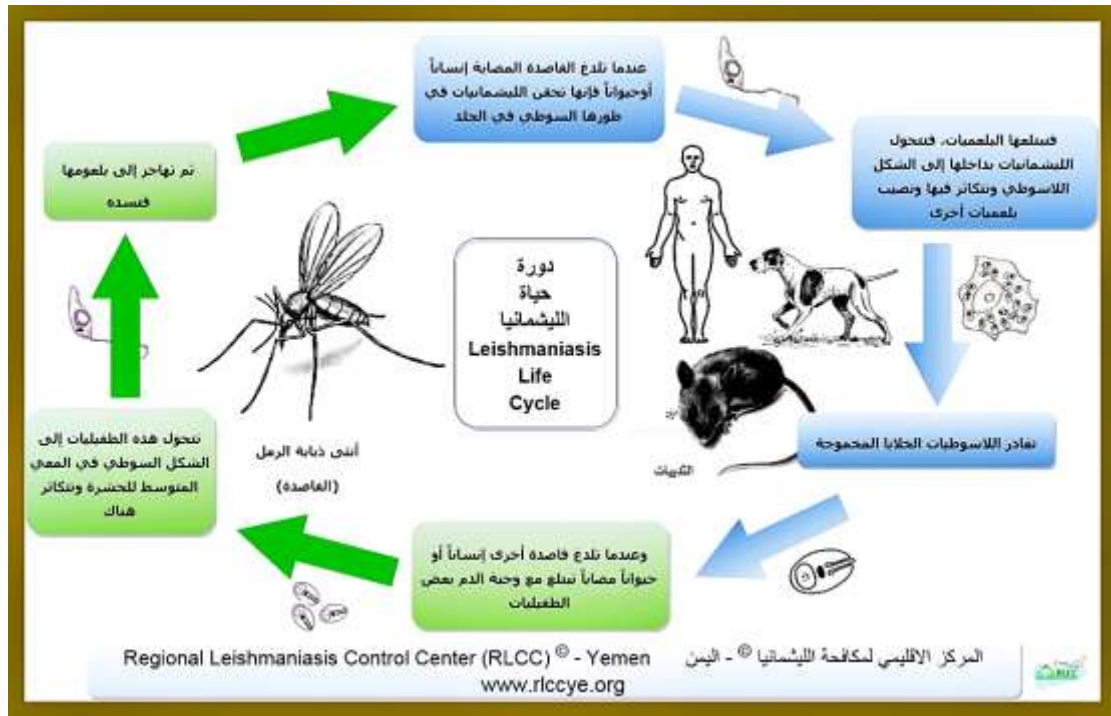 عندما تلدغ الفاصدة المصابة إنساناً
أوحيواناً فإنها تحقن الليشمانيات في
طورها السوطي في الجلد
فتبتلعها البلعميات، فتتحول
الليشمانيات بداخلها إلى الشكل
اللاسوطي وتتكاثر فيها وتصيب
بلعميات أخرى
تغادر اللاسوطيات الخلايا المخموجة
وعندما تلدغ فاصدة أخرى إنساناً أو
حيواناً مصاباً تبتلع مع وجبة الدم بعض
الطفيليات
تتحول هذه الطفيليات إلى
الشكل السوطي في المعي
المتوسط للحشرة وتتكاثر
هناك
ثم تهاجر إلى بلعومها
فتسده
دورة
حياة
الليشمانيا
Leishmaniasis
Life
Cycle
أنثى ذبابة الرمل
(الفاصدة)
الثدييات
المركز الاقليمي لمكافحة الليشمانيا © - اليمن
Regional Leishmaniasis Control Center (RLCC) © - Yemen
www.rlccye.org